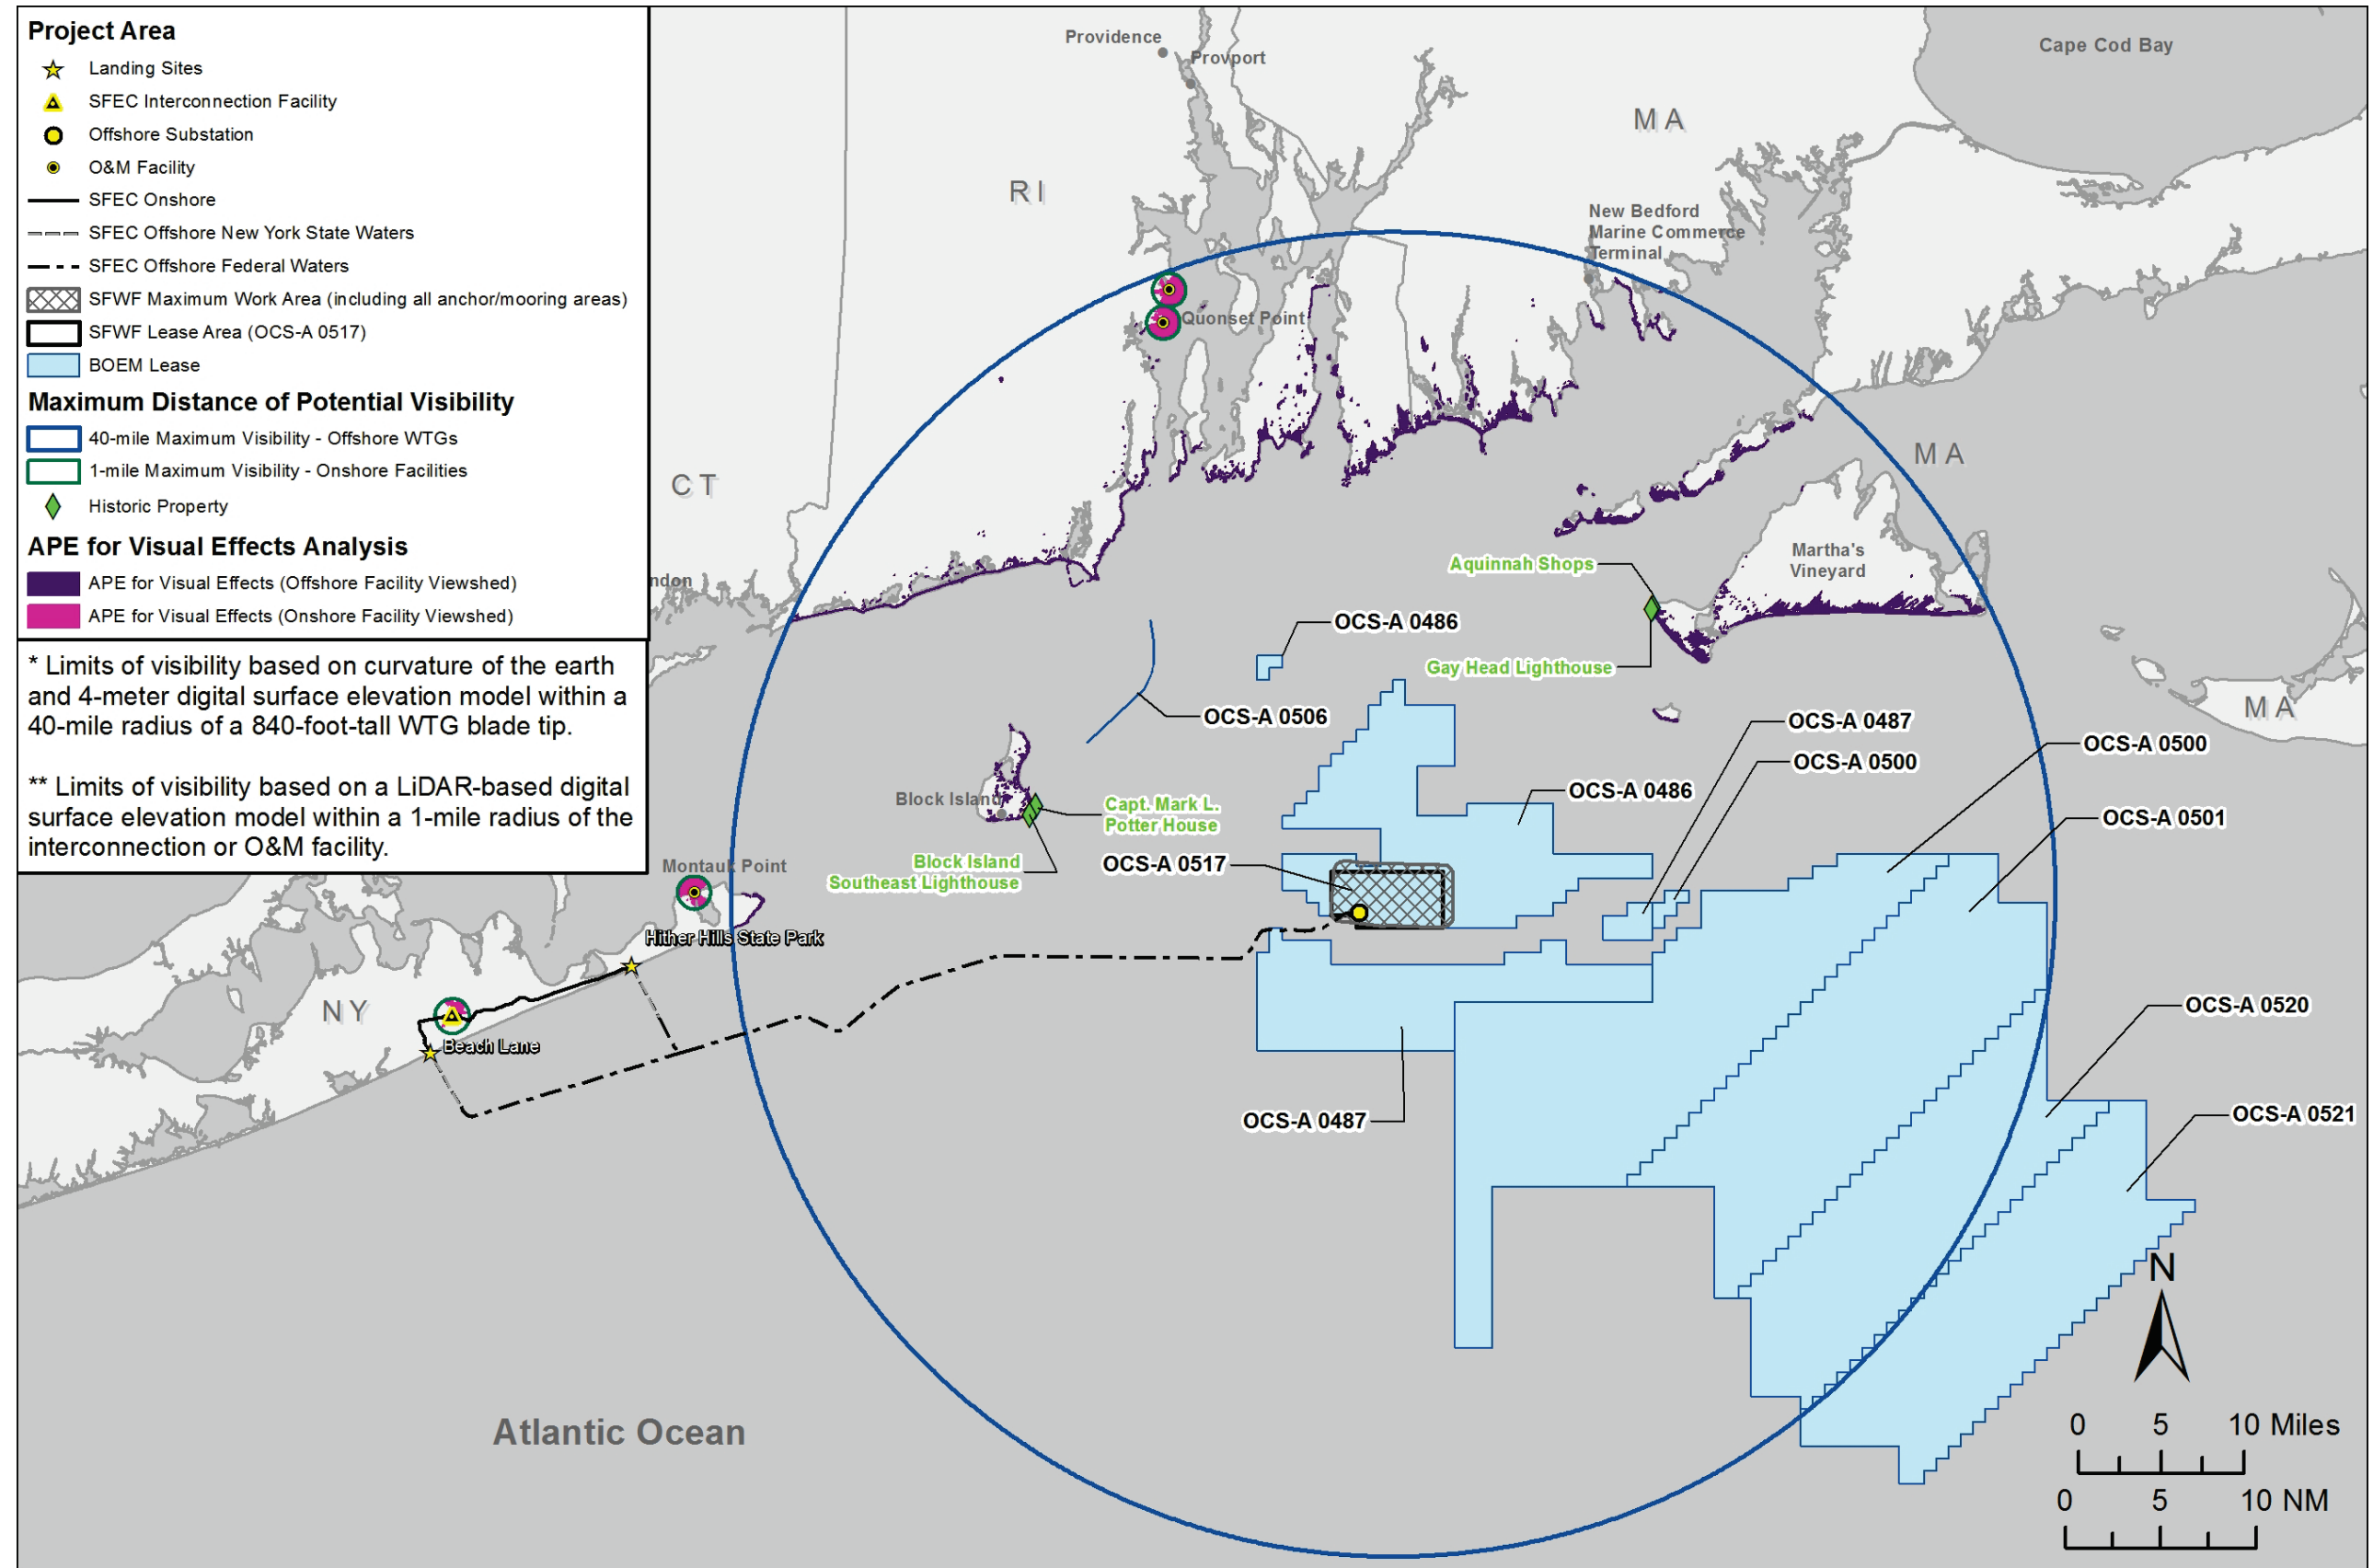 Project Area
Landing Sites
SFEC Interconnection Facility
Offshore Substation
O&M Facility
SFEC Onshore
SFEC Offshore New York State Waters
SFEC Offshore Federal Waters
SFWF Maximum Work Area (including all anchor/mooring areas)
SFWF Lease Area (OCS-A 0517)
BOEM Lease
Maximum Distance of Potential Visibility
40-mile Maximum Visibility - Offshore WTGs
1-mile Maximum Visibility - Onshore Facilities
Historic Property
APE for Visual Effects Analysis
APE for Visual Effects (Offshore Facility Viewshed)
APE for Visual Effects (Onshore Facility Viewshed)
* Limits of visibility based on curvature of the earth
and 4-meter digital surface elevation model within a
40-mile radius of a 840-foot-tall WTG blade tip.
** Limits of visibility based on a LiDAR-based digital
surface elevation model within a 1-mile radius of the
interconnection or O&M facility.
Providence
Provport
Cape Cod Bay
MA
RI
New Bedford
Marine Commerce
Terminal
Quonset Point
MA
CT
ndon
Aquinnah Shops
Martha's
Vineyard
Gay Head Lighthouse
OCS-A 0486
OCS-A 0506
MA
OCS-A 0487
OCS-A 0500
OCS-A 0500
OCS-A 0486
OCS-A 0501
Block Island
Capt. Mark L.
Potter House
Block Island
Southeast Lighthouse
OCS-A 0517
Montauk Point
Hither Hills State Park
NY
Beach Lane
OCS-A 0520
OCS-A 0487
OCS-A 0521
N
Atlantic Ocean
0 5 10 Miles
0 5 10 NM